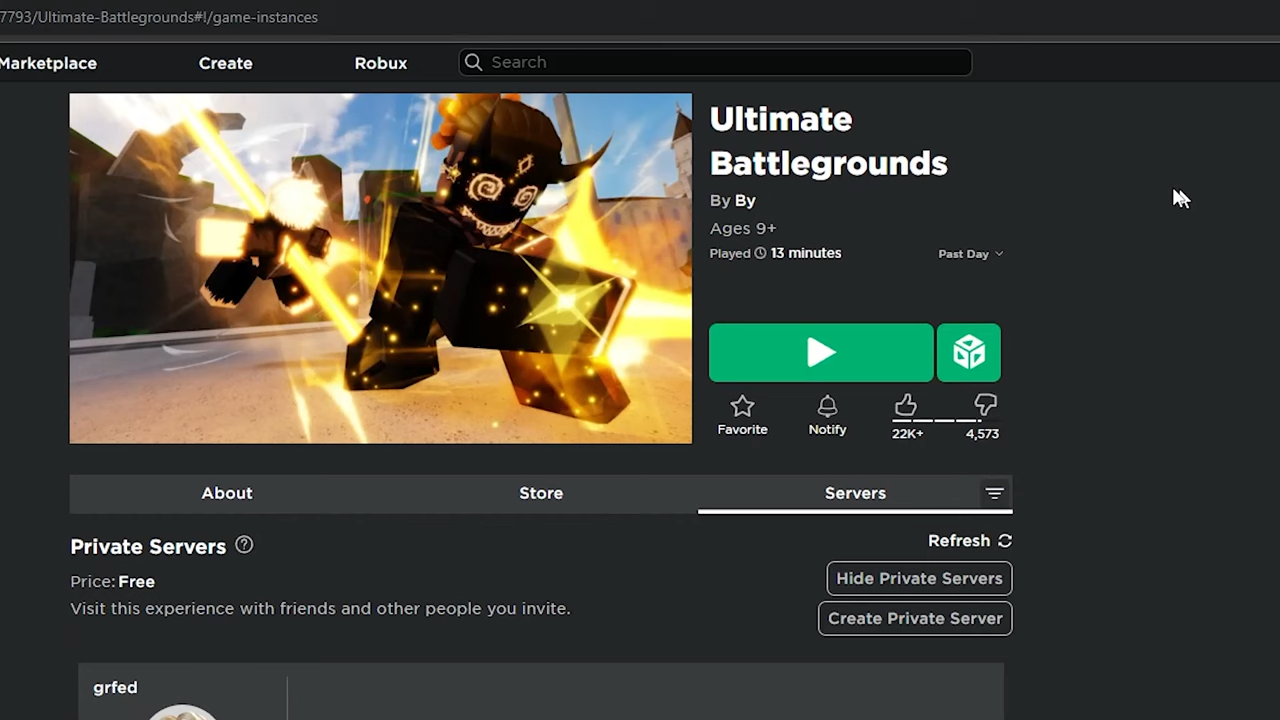 7793/Ultimate-Battlegrounds#!/game-instances
Marketplace
Create
Robux
Search
Ultimate
Battlegrounds
By By
Ages 9+
Played 13 minutes
Past Day
Favorite
Notify
22K+
4,573
About
Store
Servers
Private Servers
Refresh
Price: Free
Hide Private Servers
Visit this experience with friends and other people you invite.
Create Private Server
grfed